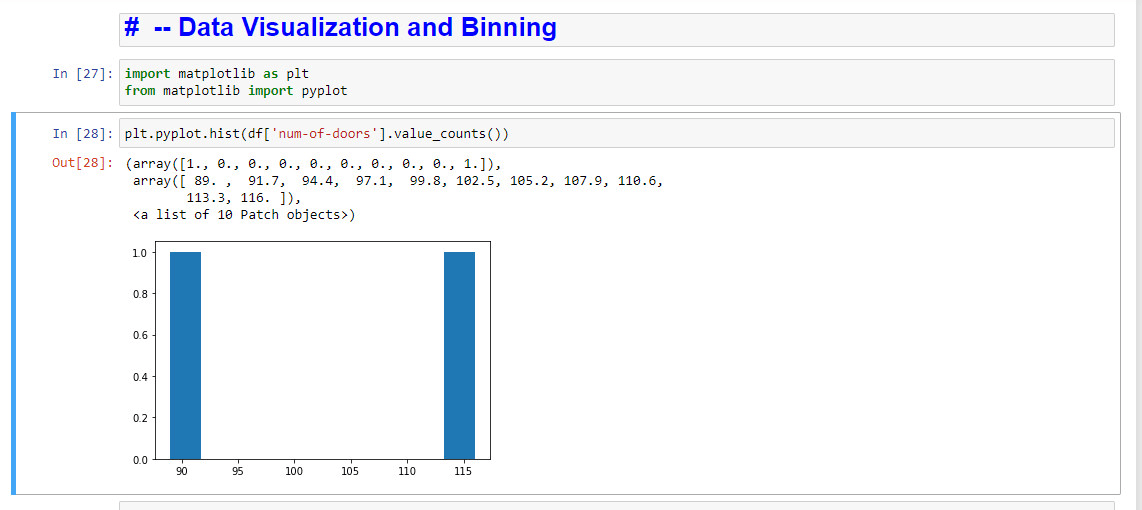 # -- Data Visualization and Binning
In [27]: import matplotlib as plt
from matplotlib import pyplot
In [28]: plt.pyplot.hist(df['num-of-doors'].value_counts())
Out[28]: (array([1., 0., 0., 0., 0., 0., 0., 0., 0., 1.]),
array([ 89. ,  91.7,  94.4,  97.1,  99.8, 102.5, 105.2, 107.9, 110.6,
113.3, 116. ]),
<a list of 10 Patch objects>)
1.0
0.8
0.6
0.4
0.2
0.0
90 95 100 105 110 115